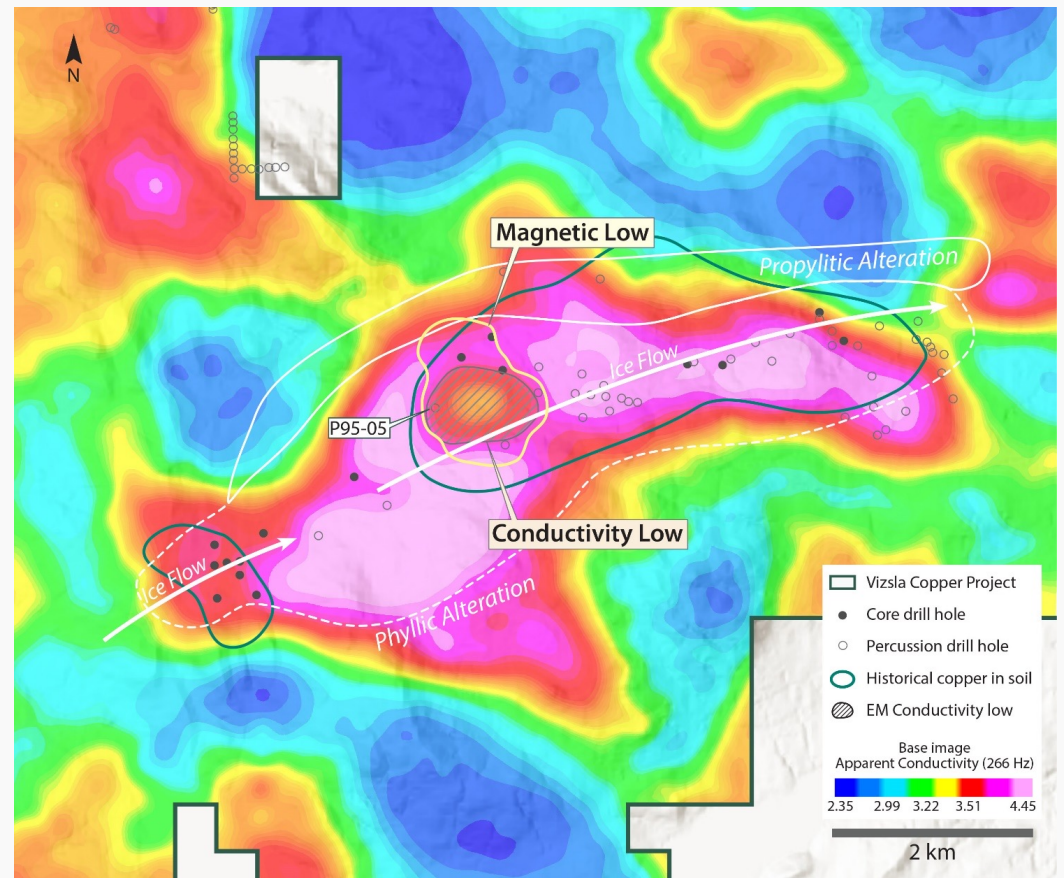 N
Magnetic Low
Propylitic Alteration
Ice Flow
P95-05
Conductivity Low
Ice Flow
Phyllic Alteration
Vizsla Copper Project
Core drill hole
Percussion drill hole
Historical copper in soil
EM Conductivity low
Base image
Apparent Conductivity (266 Hz)
2.35 2.99 3.22 3.51 4.45
2 km